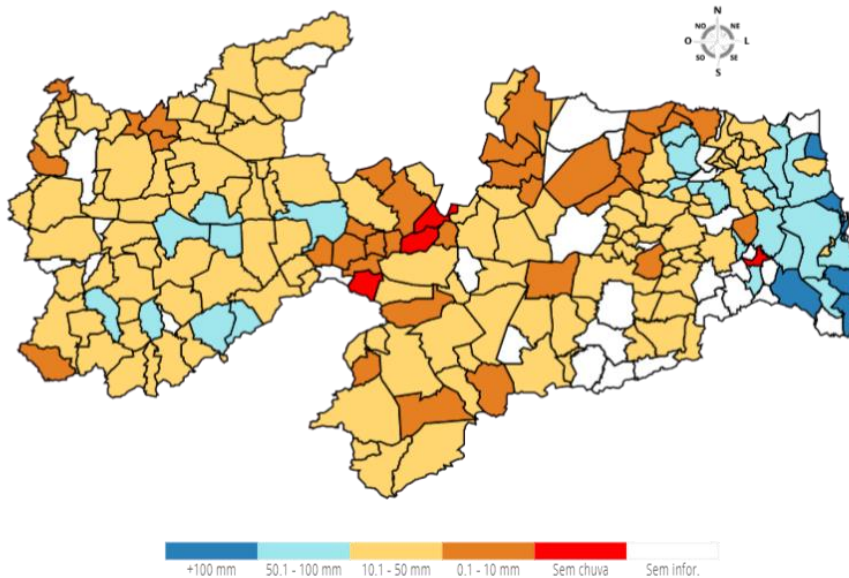 N
NO NE
O L
SO SE
S
+100 mm 50.1 - 100 mm 10.1 - 50 mm 0.1 - 10 mm Sem chuva Sem infor.